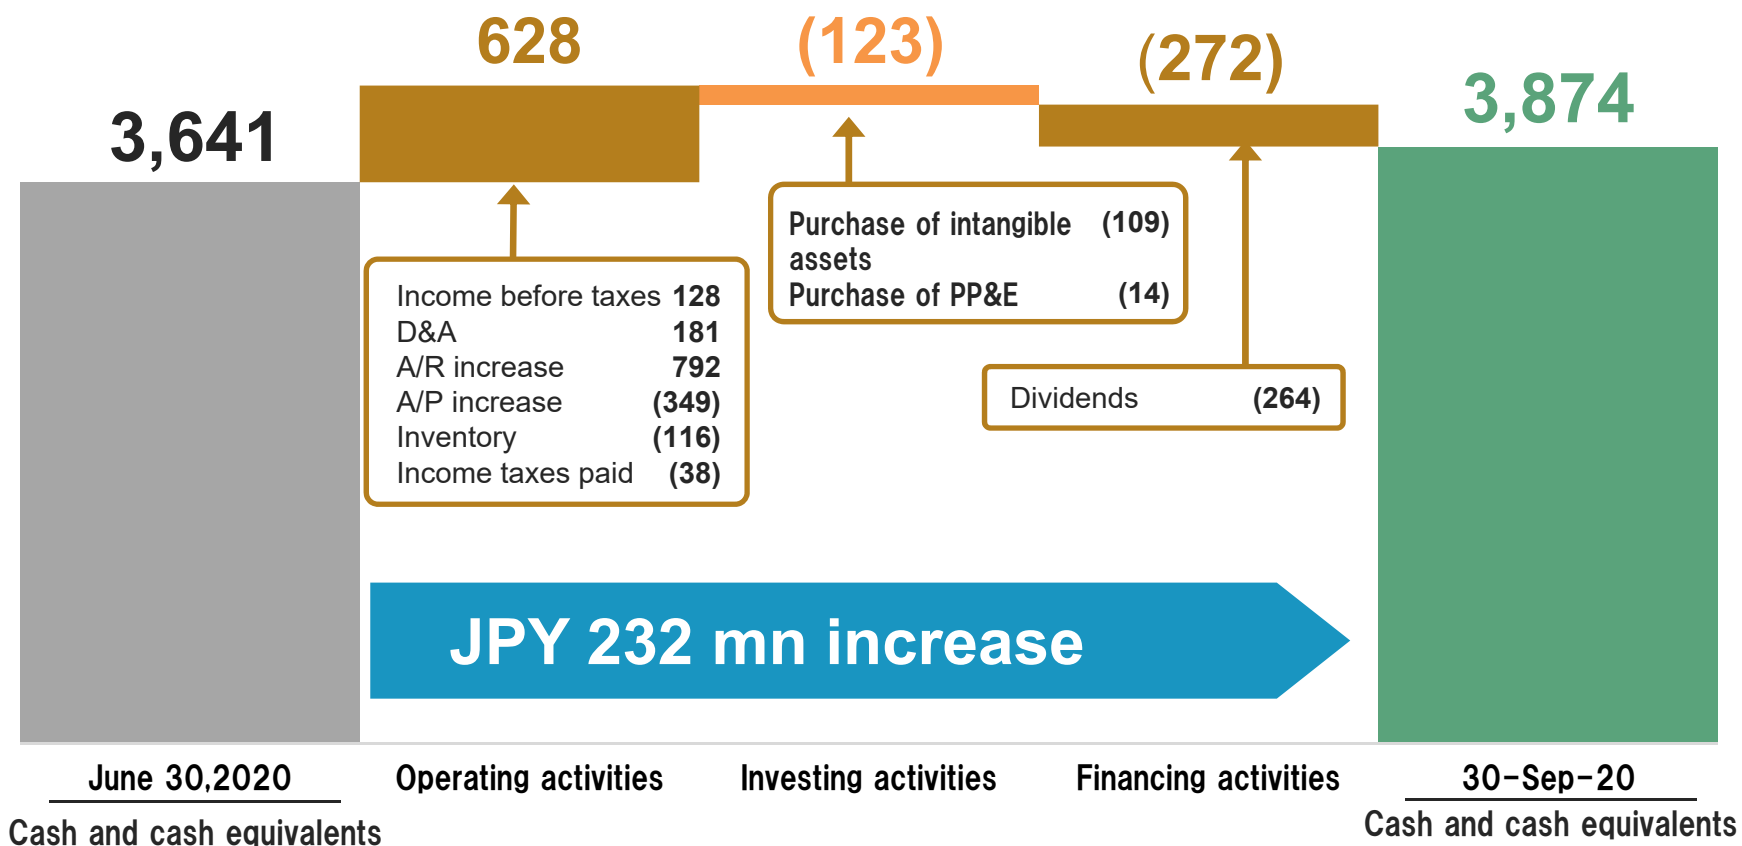 628
(123)
(272)
3,641
3,874
Income before taxes 128
D&A 181
A/R increase 792
A/P increase (349)
Inventory (116)
Income taxes paid (38)
Purchase of intangible (109)
assets
Purchase of PP&E (14)
Dividends (264)
JPY 232 mn increase
June 30,2020
Cash and cash equivalents
Operating activities
Investing activities
Financing activities
30-Sep-20
Cash and cash equivalents